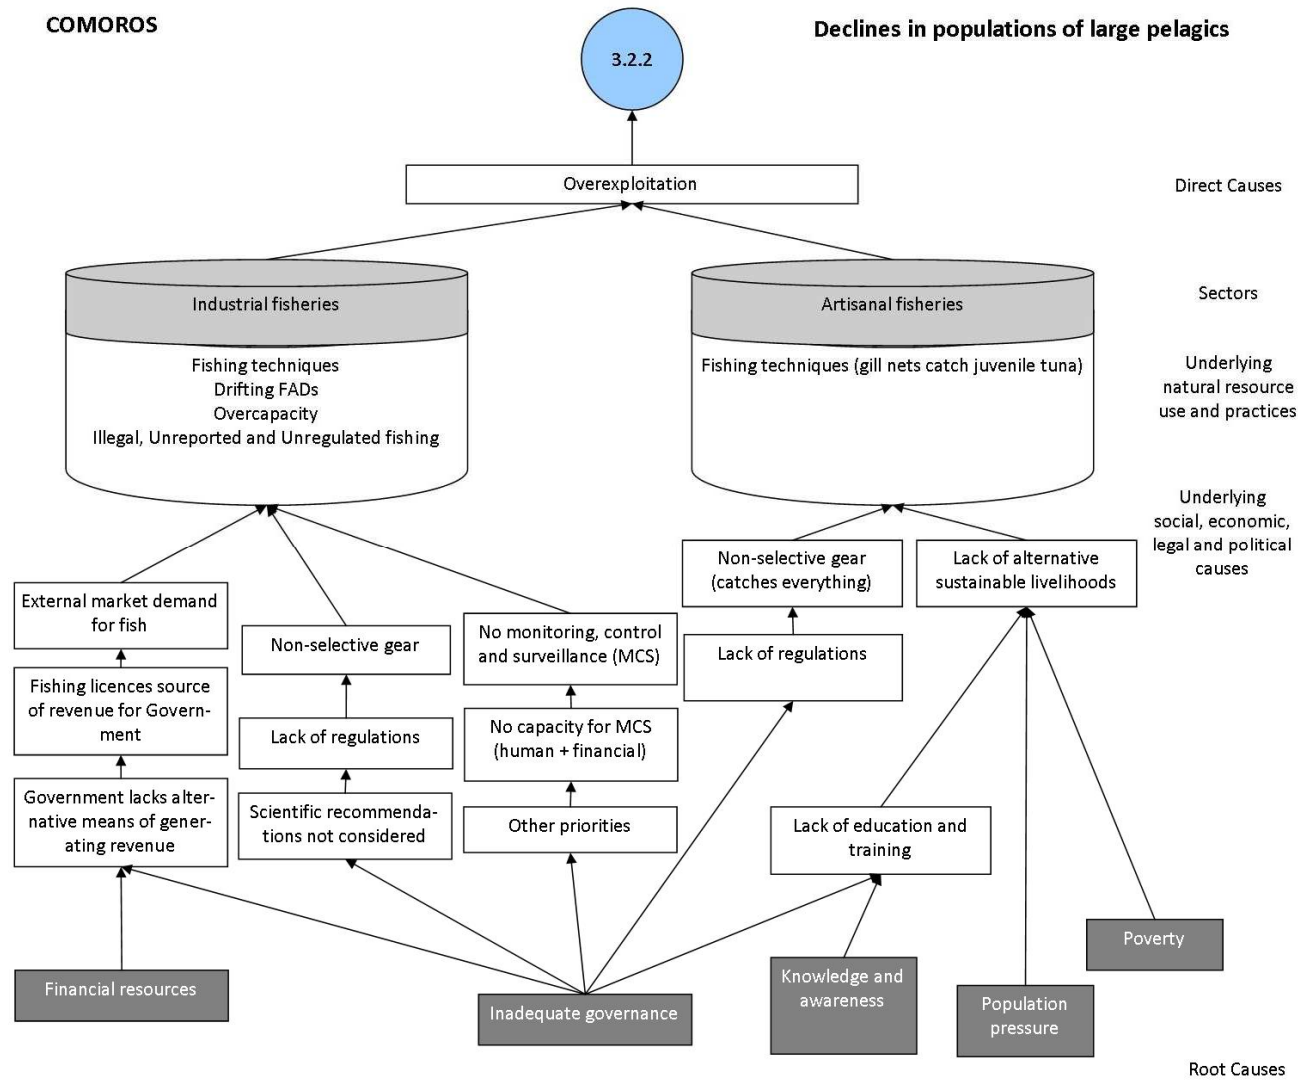 COMOROS
Declines in populations of large pelagics
3.2.2
Overexploitation
Direct Causes
Industrial fisheries
Artisanal fisheries
Sectors
Fishing techniques
Drifting FADs
Overcapacity
Illegal, Unreported and Unregulated fishing
Fishing techniques (gill nets catch juvenile tuna)
Underlying
natural resource
use and practices
Underlying
social, economic,
legal and political
causes
External market demand
for fish
Fishing licences source
of revenue for Govern-
ment
Government lacks alter-
native means of gener-
ating revenue
Non-selective gear
Lack of regulations
Scientific recommenda-
tions not considered
No monitoring, control
and surveillance (MCS)
No capacity for MCS
(human + financial)
Other priorities
Non-selective gear
(catches everything)
Lack of regulations
Lack of alternative
sustainable livelihoods
Lack of education and
training
Financial resources
Inadequate governance
Knowledge and
awareness
Population
pressure
Poverty
Root Causes